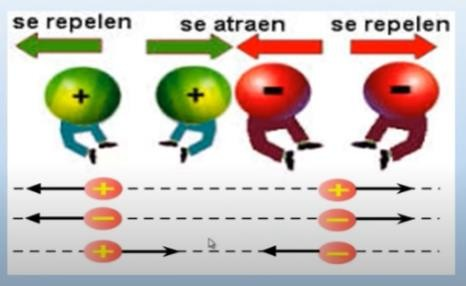 se repelen se atraen se repelen
+ + - -
+ +
- -
+ -